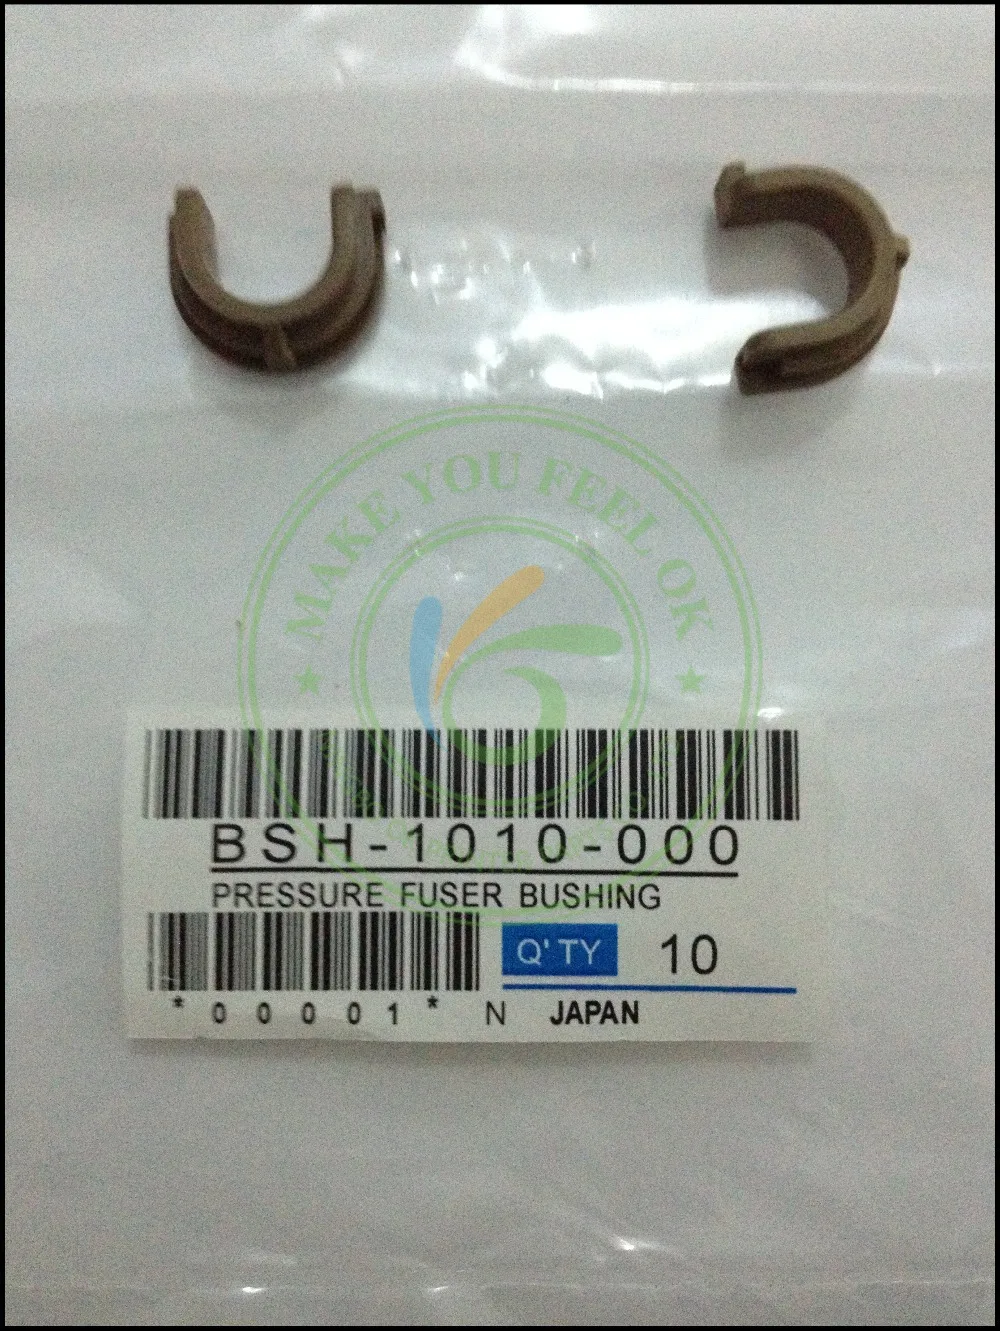 MAKE YOU FEEL OK
BSH-1010-000
PRESSURE FUSER BUSHING
Q'TY 10
*00001* N JAPAN